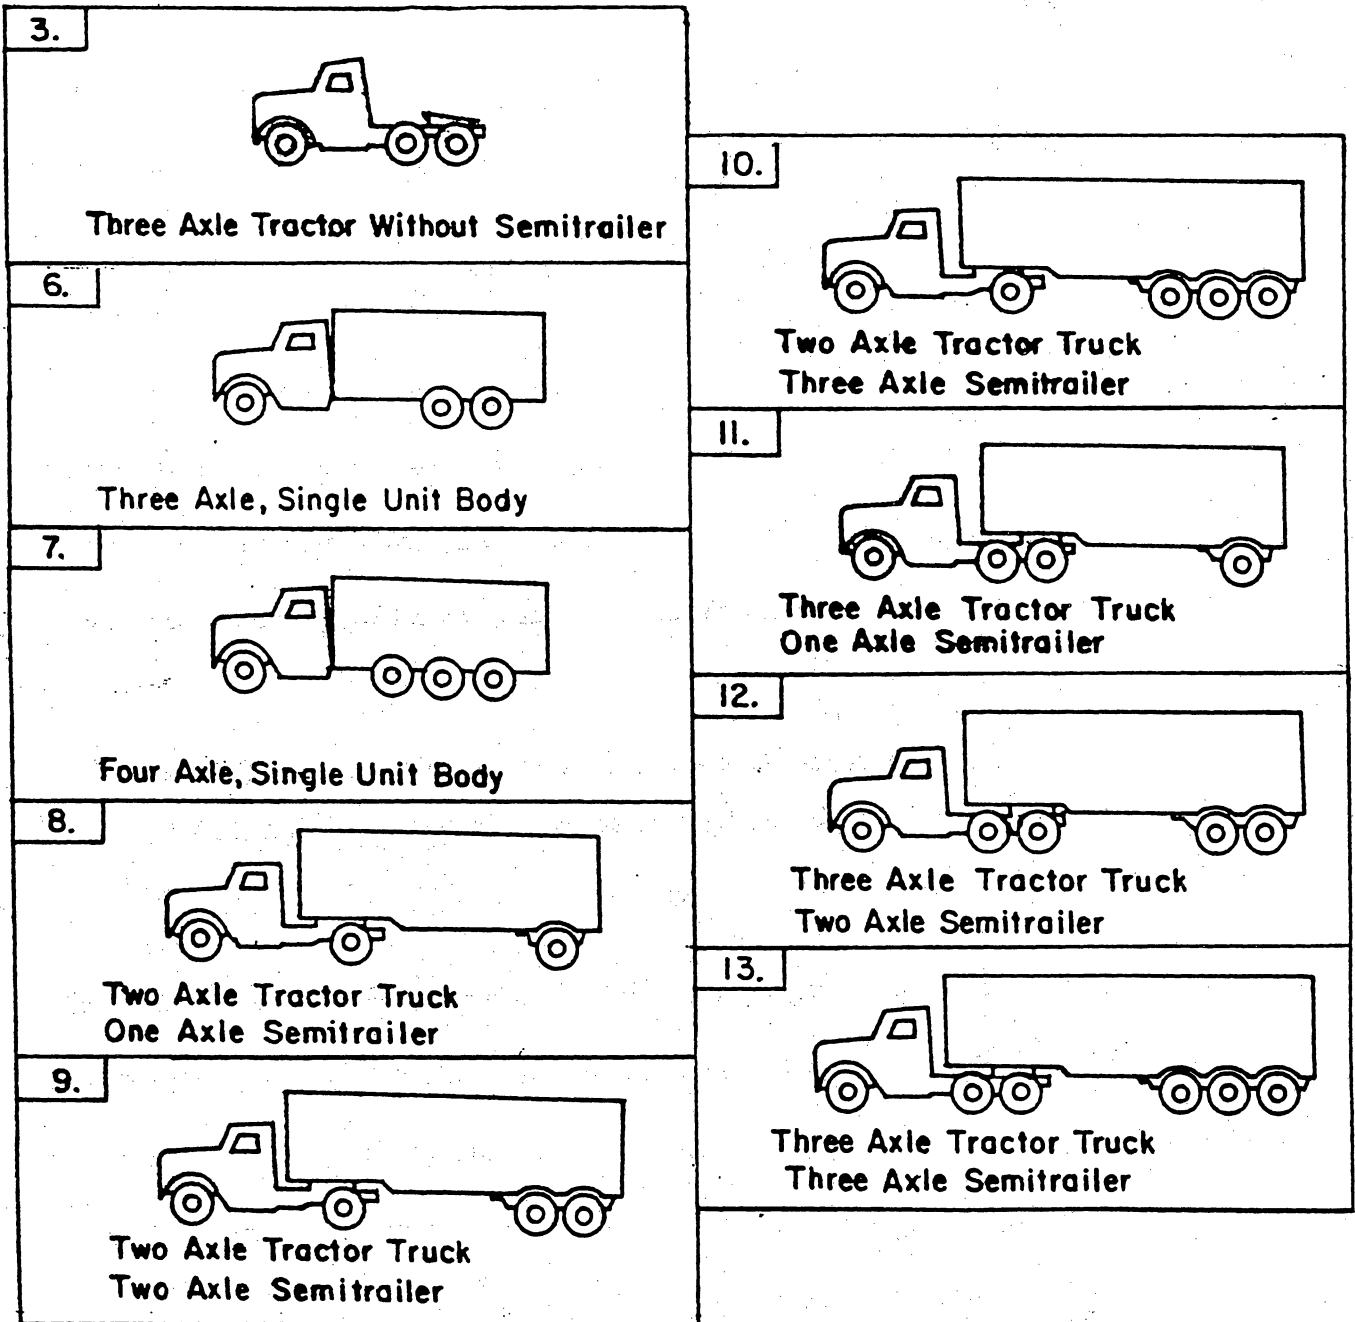 3.
Three Axle Tractor Without Semitrailer
6.
Three Axle, Single Unit Body
7.
Four Axle, Single Unit Body
8.
Two Axle Tractor Truck
One Axle Semitrailer
9.
Two Axle Tractor Truck
Two Axle Semitrailer
10.
Two Axle Tractor Truck
Three Axle Semitrailer
11.
Three Axle Tractor Truck
One Axle Semitrailer
12.
Three Axle Tractor Truck
Two Axle Semitrailer
13.
Three Axle Tractor Truck
Three Axle Semitrailer